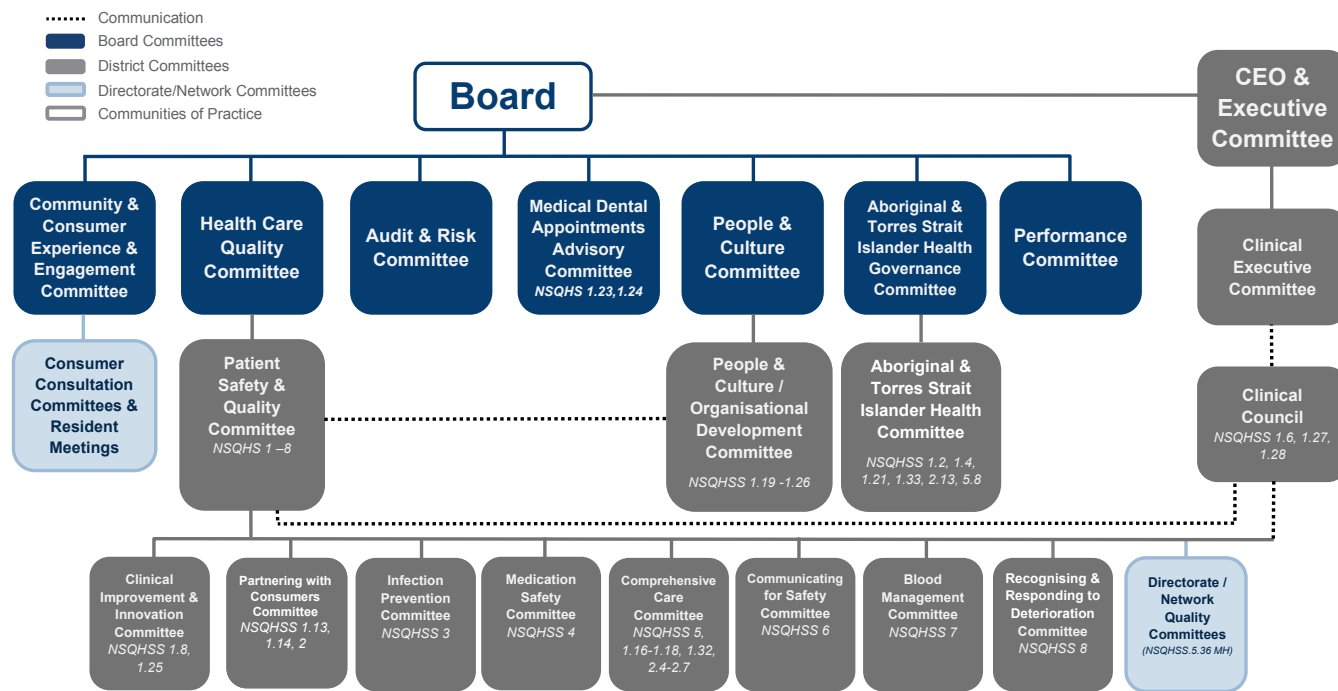 Communication
Board Committees
District Committees
Directorate/Network Committees
Communities of Practice
Board
CEO &
Executive
Committee
Community &
Consumer
Experience &
Engagement
Committee
Health Care
Quality
Committee
Audit & Risk
Committee
Medical Dental
Appointments
Advisory
Committee
NSQHS 1.23,1.24
People &
Culture
Committee
Aboriginal &
Torres Strait
Islander Health
Governance
Committee
Performance
Committee
Clinical
Executive
Committee
Consumer
Consultation
Committees &
Resident
Meetings
Patient
Safety &
Quality
Committee
NSQHS 1 –8
People &
Culture /
Organisational
Development
Committee
NSQHSS 1.19 -1.26
Aboriginal &
Torres Strait
Islander Health
Committee
NSQHSS 1.2, 1.4,
1.21, 1.33, 2.13, 5.8
Clinical
Council
NSQHSS 1.6, 1.27,
1.28
Clinical
Improvement &
Innovation
Committee
NSQHSS 1.8,
1.25
Partnering with
Consumers
Committee
NSQHSS 1.13,
1.14, 2
Infection
Prevention
Committee
NSQHSS 3
Medication
Safety
Committee
NSQHSS 4
Comprehensive
Care
Committee
NSQHSS 5,
1.16-1.18, 1.32,
2.4-2.7
Communicating
for Safety
Committee
NSQHSS 6
Blood
Management
Committee
NSQHSS 7
Recognising &
Responding to
Deterioration
Committee
NSQHSS 8
Directorate /
Network
Quality
Committees
(NSQHSS.5.36 MH)